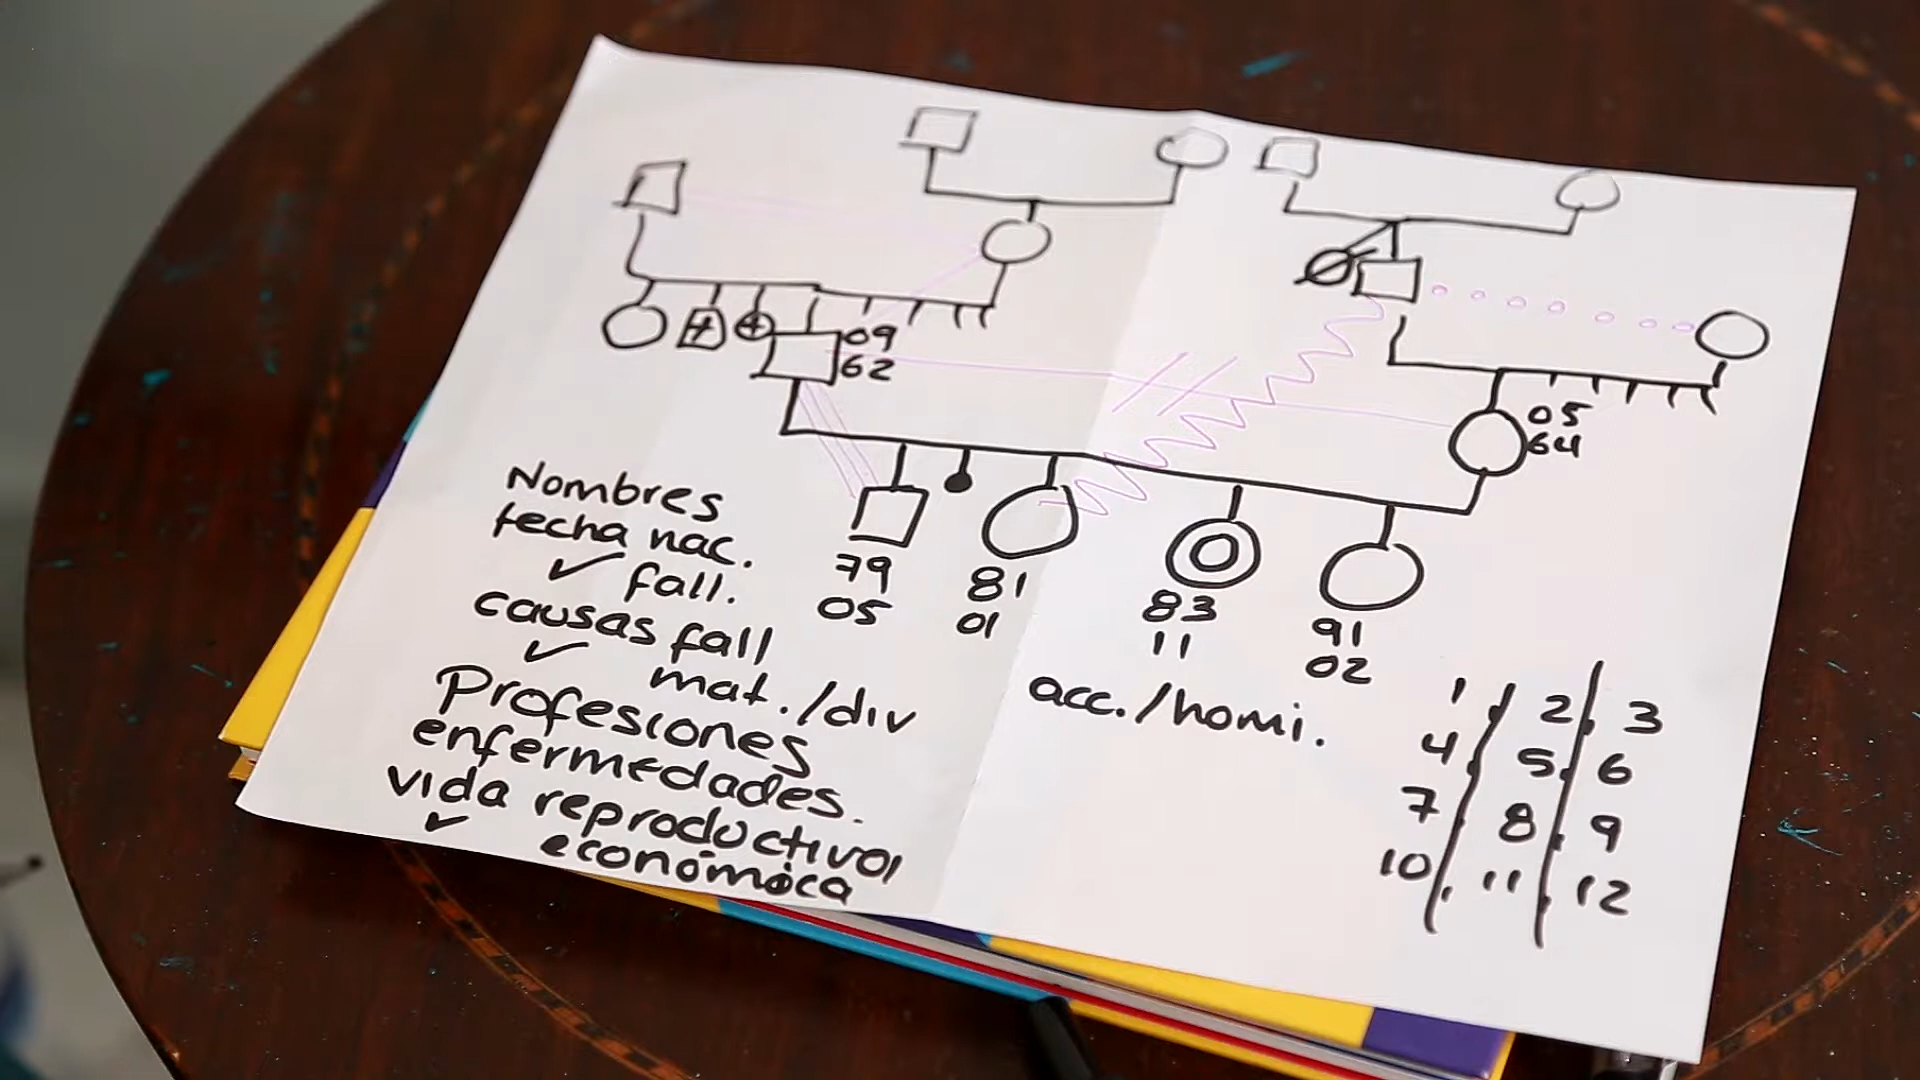 09
62
05
64
79
05
81
01
83
11
91
02
Nombres
fecha nac.
✓ fall.
causas fall
✓ mat./div
Profesiones
enfermedades.
vida reproductiva
✓ económica
acc./homi.
1 2 3
4 5 6
7 8 9
10 11 12